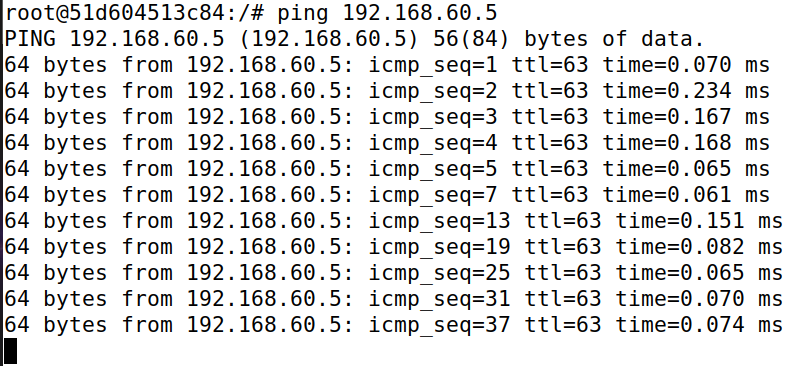 root@51d604513c84:/# ping 192.168.60.5
PING 192.168.60.5 (192.168.60.5) 56(84) bytes of data.
64 bytes from 192.168.60.5: icmp_seq=1 ttl=63 time=0.070 ms
64 bytes from 192.168.60.5: icmp_seq=2 ttl=63 time=0.234 ms
64 bytes from 192.168.60.5: icmp_seq=3 ttl=63 time=0.167 ms
64 bytes from 192.168.60.5: icmp_seq=4 ttl=63 time=0.168 ms
64 bytes from 192.168.60.5: icmp_seq=5 ttl=63 time=0.065 ms
64 bytes from 192.168.60.5: icmp_seq=7 ttl=63 time=0.061 ms
64 bytes from 192.168.60.5: icmp_seq=13 ttl=63 time=0.151 ms
64 bytes from 192.168.60.5: icmp_seq=19 ttl=63 time=0.082 ms
64 bytes from 192.168.60.5: icmp_seq=25 ttl=63 time=0.065 ms
64 bytes from 192.168.60.5: icmp_seq=31 ttl=63 time=0.070 ms
64 bytes from 192.168.60.5: icmp_seq=37 ttl=63 time=0.074 ms